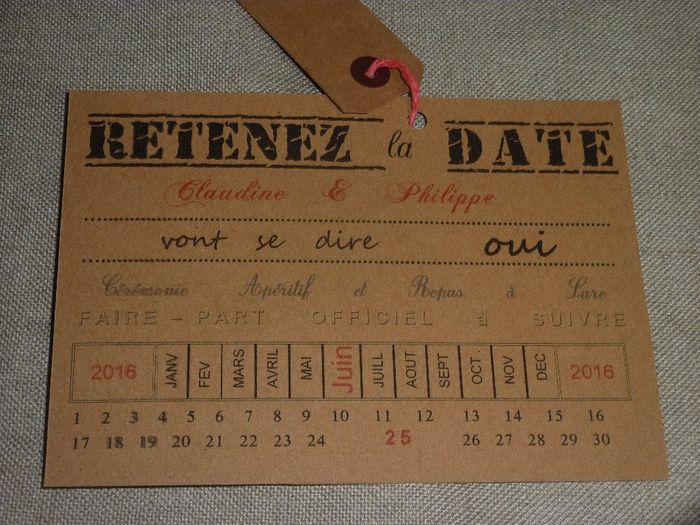 RETENEZ la DATE
Claudine & Philippe
vont se dire oui
Cérémonie Apéritif et Repas à Sare
FAIRE - PART OFFICIEL à SUIVRE
2016 JANV FEV MARS AVRIL MAI Juin JUILL AOUT SEPT OCT. NOV DEC 2016
1 2 3 4 5 6 7 8 9 10 11 12 13 14 15 16
17 18 19 20 21 22 23 24 25 26 27 28 29 30